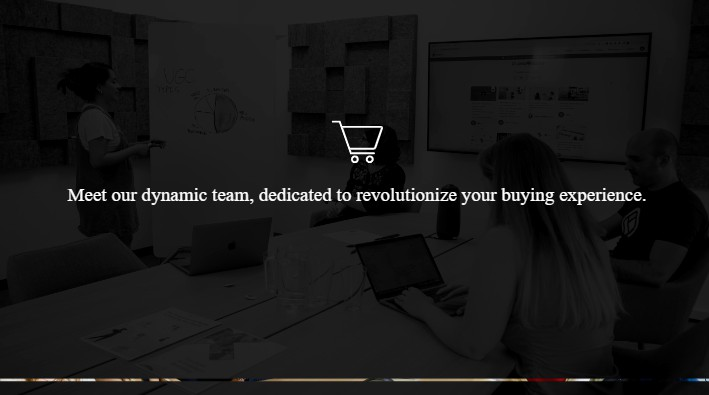 Meet our dynamic team, dedicated to revolutionize your buying experience.